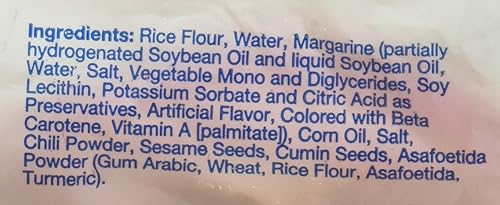 Ingredients: Rice Flour, Water, Margarine (partially
hydrogenated Soybean Oil and liquid Soybean Oil,
Water, Salt, Vegetable Mono and Diglycerides, Soy
Lecithin, Potassium Sorbate and Citric Acid as
Preservatives, Artificial Flavor, Colored with Beta
Carotene, Vitamin A [palmitate]), Corn Oil, Salt,
Chili Powder, Sesame Seeds, Cumin Seeds, Asafoetida
Powder (Gum Arabic, Wheat, Rice Flour, Asafoetida,
Turmeric).